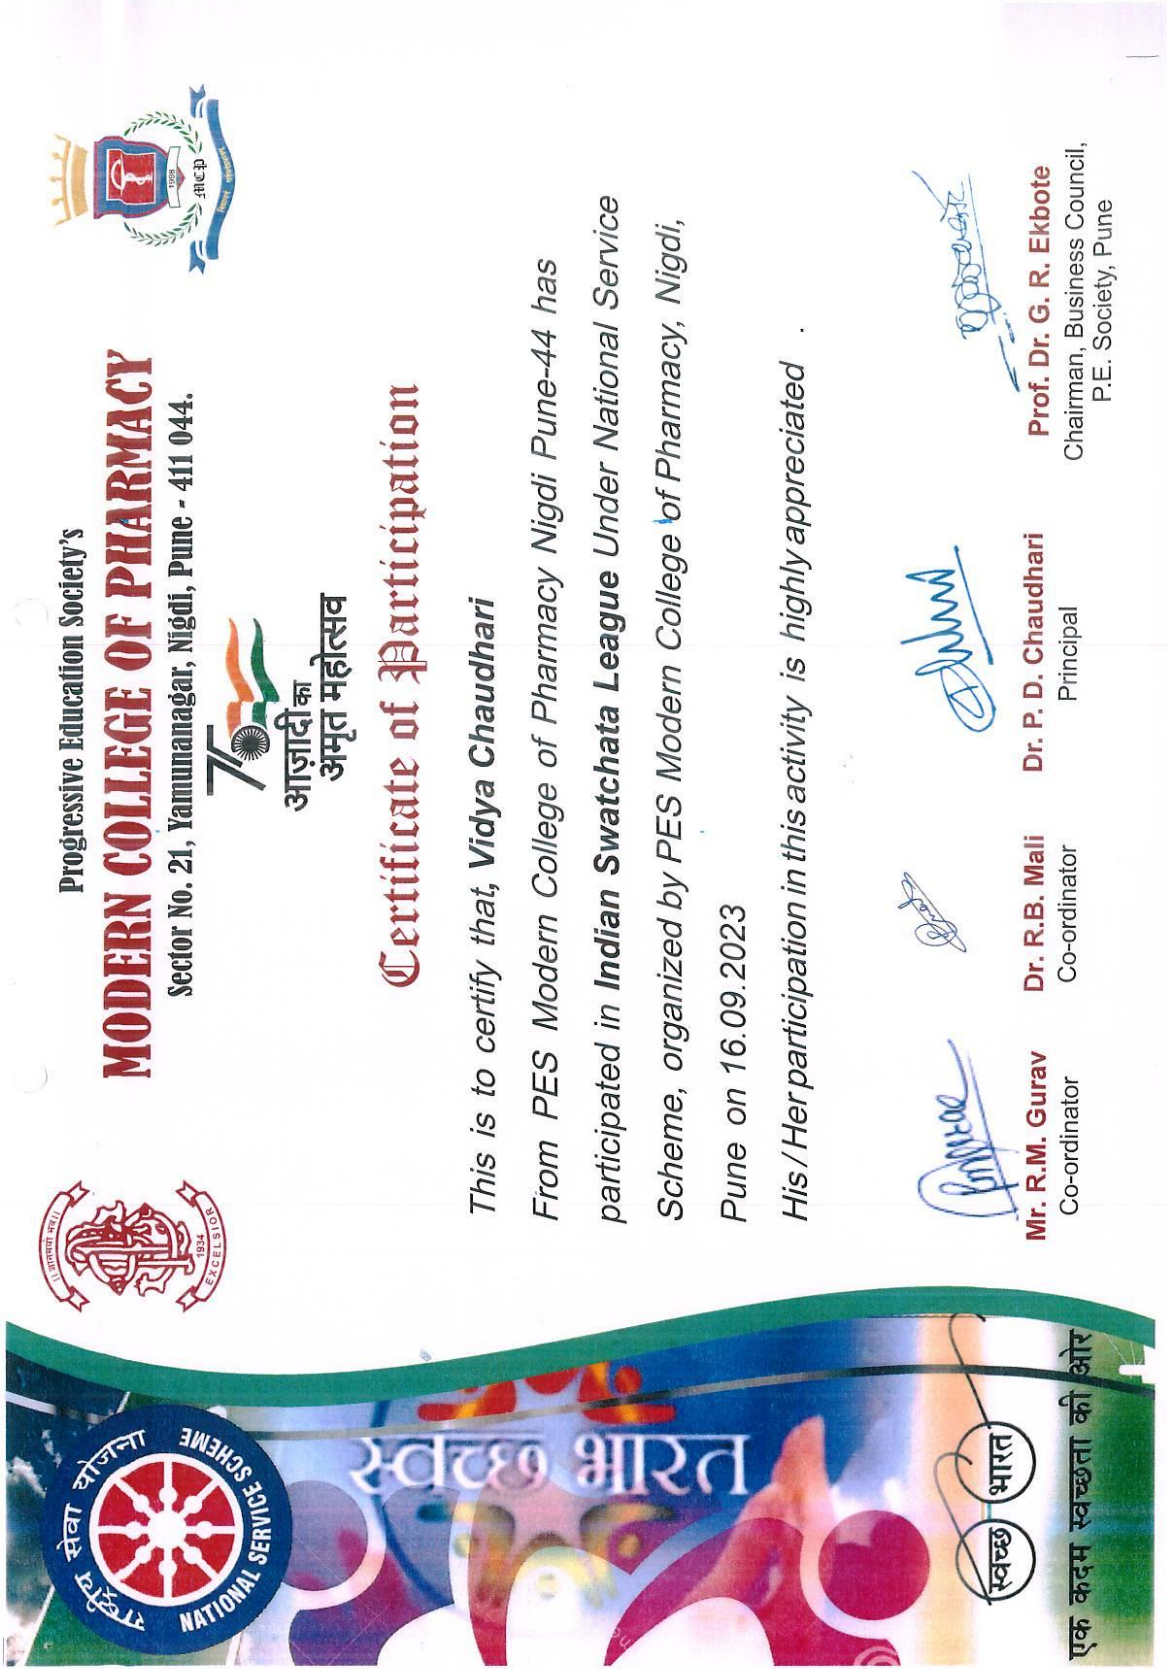 राष्ट्रीय सेवा योजना
NATIONAL SERVICE SCHEME
स्वच्छ भारत
स्वच्छ भारत
एक कदम स्वच्छता की ओर
।। ज्ञानमयो भव ।।
1934
EXCELSIOR
Progressive Education Society's
MODERN COLLEGE OF PHARMACY
Sector No. 21, Yamunanagar, Nigdi, Pune - 411 044.
1998
MCP
75
आज़ादी का
अमृत महोत्सव
Certificate of Participation
This is to certify that, Vidya Chaudhari
From PES Modern College of Pharmacy Nigdi Pune-44 has
participated in Indian Swatchata League Under National Service
Scheme, organized by PES Modern College of Pharmacy, Nigdi,
Pune on 16.09.2023
His/Her participation in this activity is highly appreciated .
Mr. R.M. Gurav
Co-ordinator
Dr. R.B. Mali
Co-ordinator
Dr. P. D. Chaudhari
Principal
Prof. Dr. G. R. Ekbote
Chairman, Business Council,
P.E. Society, Pune